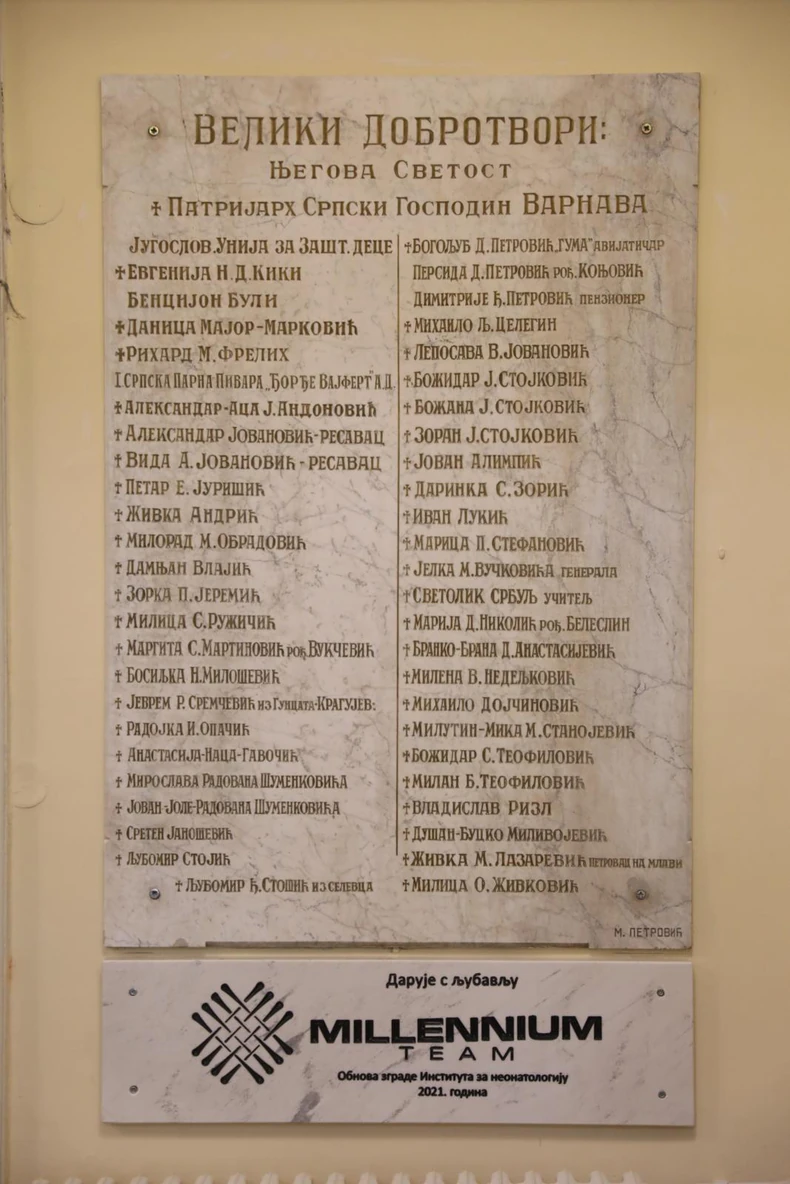 ВЕЛИКИ ДОБРОТВОРИ:
ЊЕГОВА СВЕТОСТ
✝ ПАТРИЈАРХ СРПСКИ ГОСПОДИН ВАРНАВА
ЈУГОСЛОВ.УНИЈА ЗА ЗАШТ. ДЕЦЕ
✝ЕВГЕНИЈА Н.Д.КИКИ
БЕНЦИЈОН БУЛИ
✝ДАНИЦА МАЈОР-МАРКОВИЋ
✝РИХАРД М.ФРЕЛИХ
I СРПСКА ПАРНА ПИВАРА „ЂОРЂЕ ВАЈФЕРТ" А.Д.
✝АЛЕКСАНДАР-АЦА Ј.АНДОНОВИЋ
✝АЛЕКСАНДАР ЈОВАНОВИЋ-РЕСАВАЦ
✝ВИДА А.ЈОВАНОВИЋ-РЕСАВАЦ
✝ПЕТАР Е.ЈУРИШИЋ
✝ЖИВКА АНДРИЋ
✝МИЛОРАД М.ОБРАДОВИЋ
✝ДАМЊАН ВЛАЈИЋ
✝ЗОРКА П.ЈЕРЕМИЋ
✝МИЛИЦА С.РУЖИЧИЋ
✝МАРГИТА С.МАРТИНОВИЋ рођ.ВУКЧЕВИЋ
✝БОСИЉКА Н.МИЛОШЕВИЋ
✝ЈЕВРЕМ Р. СРЕМЧЕВИЋ ИЗ ГУНЦАТА-КРАГУЈЕВ:
✝РАДОЈКА И.ОПАЧИЋ
✝АНАСТАСИЈА-НАЦА-ГАВОЧИЋ
✝МИРОСЛАВА РАДОВАНА ШУМЕНКОВИЋА
✝ЈОВАН-ЈОЛЕ-РАДОВАНА ШУМЕНКОВИЋА
✝СРЕТЕН ЈАНОШЕВИЋ
✝ЉУБОМИР СТОЈИЋ
✝ЉУБОМИР Ђ.СТОШИЋ ИЗ СЕЛЕВЦА
✝БОГОЉУБ Д.ПЕТРОВИЋ„ГУМА" АВИЈАТИЧАР
ПЕРСИДА Д.ПЕТРОВИЋ рођ.КОЊОВИЋ
ДИМИТРИЈЕ Ђ.ПЕТРОВИЋ ПЕНЗИОНЕР
✝МИХАИЛО Љ.ЦЕЛЕГИН
✝ЛЕПОСАВА В.ЈОВАНОВИЋ
✝БОЖИДАР Ј.СТОЈКОВИЋ
✝БОЖАНА Ј.СТОЈКОВИЋ
✝ЗОРАН Ј.СТОЈКОВИЋ
✝ЈОВАН АЛИМПИЋ
✝ДАРИНКА С.ЗОРИЋ
✝ИВАН ЛУКИЋ
✝МАРИЦА П.СТЕФАНОВИЋ
✝ЈЕЛКА М.ВУЧКОВИЋА ГЕНЕРАЛА
✝СВЕТОЛИК СРБУЉ УЧИТЕЉ
✝МАРИЈА Д.НИКОЛИЋ рођ.БЕЛЕСЛИН
✝БРАНКО-БРАНА Д.АНАСТАСИЈЕВИЋ
✝МИЛЕНА В.НЕДЕЉКОВИЋ
✝МИХАИЛО ДОЈЧИНОВИЋ
✝МИЛУТИН-МИКА М.СТАНОЈЕВИЋ
✝БОЖИДАР С.ТЕОФИЛОВИЋ
✝МИЛАН Б.ТЕОФИЛОВИЋ
✝ВЛАДИСЛАВ РИЗЛ
✝ДУШАН-БУЦКО МИЛИВОЈЕВИЋ
✝ЖИВКА М.ЛАЗАРЕВИЋ ПЕТРОВАЦ НА МЛАВИ
✝МИЛИЦА О.ЖИВКОВИЋ
М. ПЕТРОВИЋ
Дарује с љубављу
MILLENNIUM
TEAM
Обнова зграде Института за неонатологију
2021. година